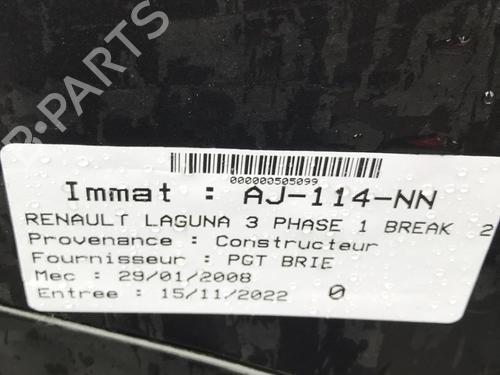 B-PARTS
000000505099
Immat : AJ-114-NN
RENAULT LAGUNA 3 PHASE 1 BREAK 2
Provenance : Constructeur
Fournisseur : PGT BRIE
Mec : 29/01/2008
Entree : 15/11/2022 0